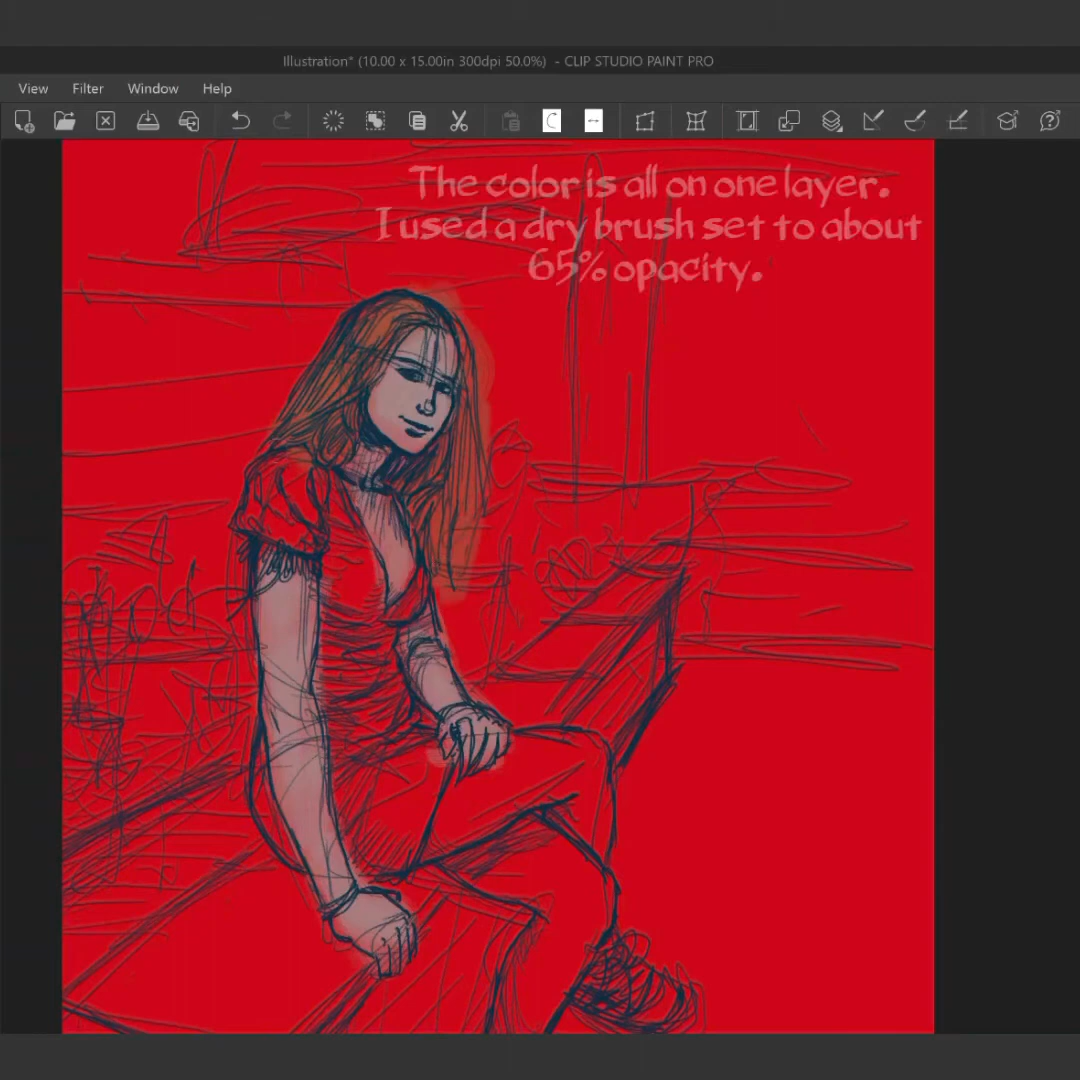 Illustration* (10.00 x 15.00in 300dpi 50.0%) - CLIP STUDIO PAINT PRO
View Filter Window Help
The color is all on one layer.
I used a dry brush set to about
65% opacity.